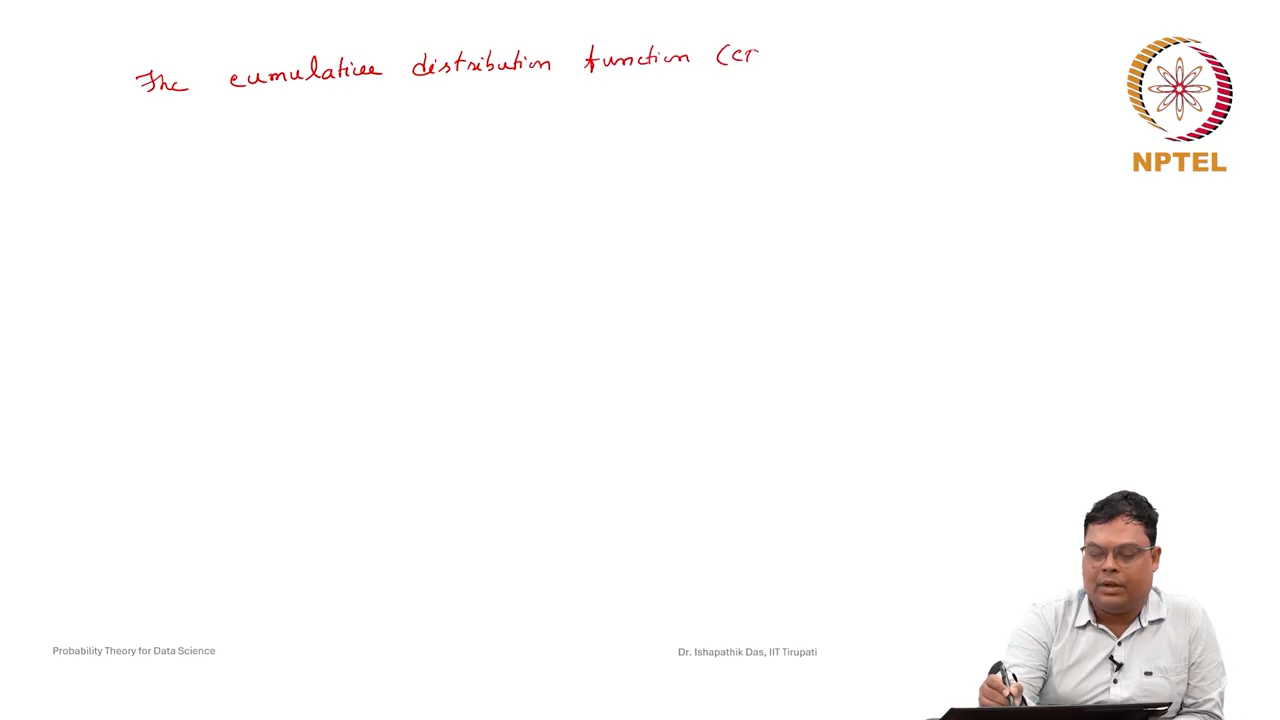 The cumulative distribution function (CD
NPTEL
Probability Theory for Data Science
Dr. Ishapathik Das, IIT Tirupati